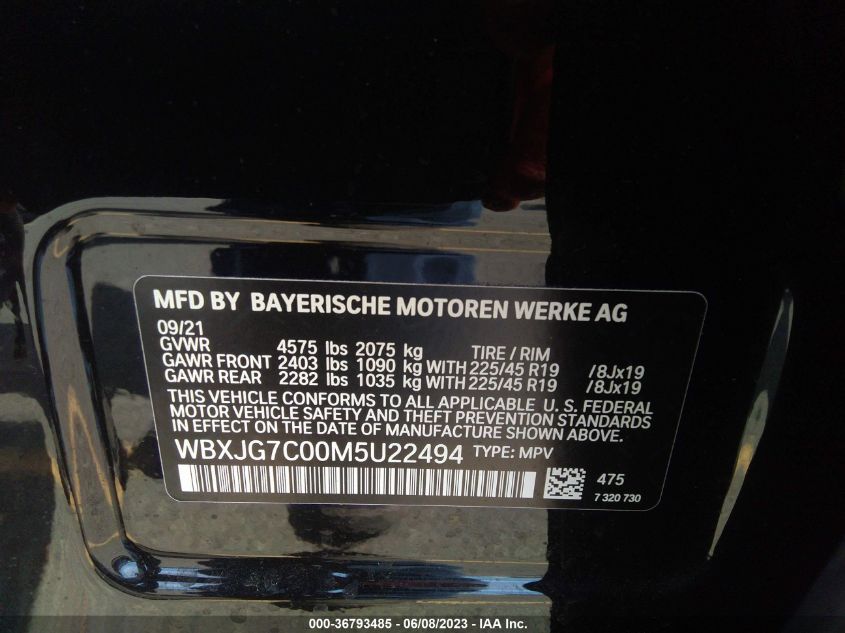 MFD BY BAYERISCHE MOTOREN WERKE AG
09/21
GVWR 4575 lbs 2075 kg TIRE / RIM
GAWR FRONT 2403 lbs 1090 kg WITH 225/45 R19 /8Jx19
GAWR REAR 2282 lbs 1035 kg WITH 225/45 R19 /8Jx19
THIS VEHICLE CONFORMS TO ALL APPLICABLE U. S. FEDERAL
MOTOR VEHICLE SAFETY AND THEFT PREVENTION STANDARDS
IN EFFECT ON THE DATE OF MANUFACTURE SHOWN ABOVE.
WBXJG7C00M5U22494 TYPE: MPV
475
7 320 730
000-36793485 - 06/08/2023 - IAA Inc.